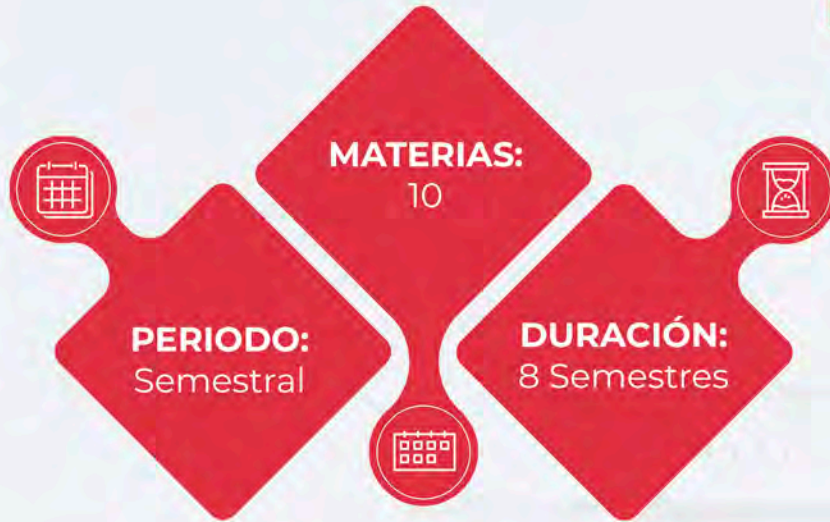 MATERIAS:
10
PERIODO:
Semestral
DURACIÓN:
8 Semestres